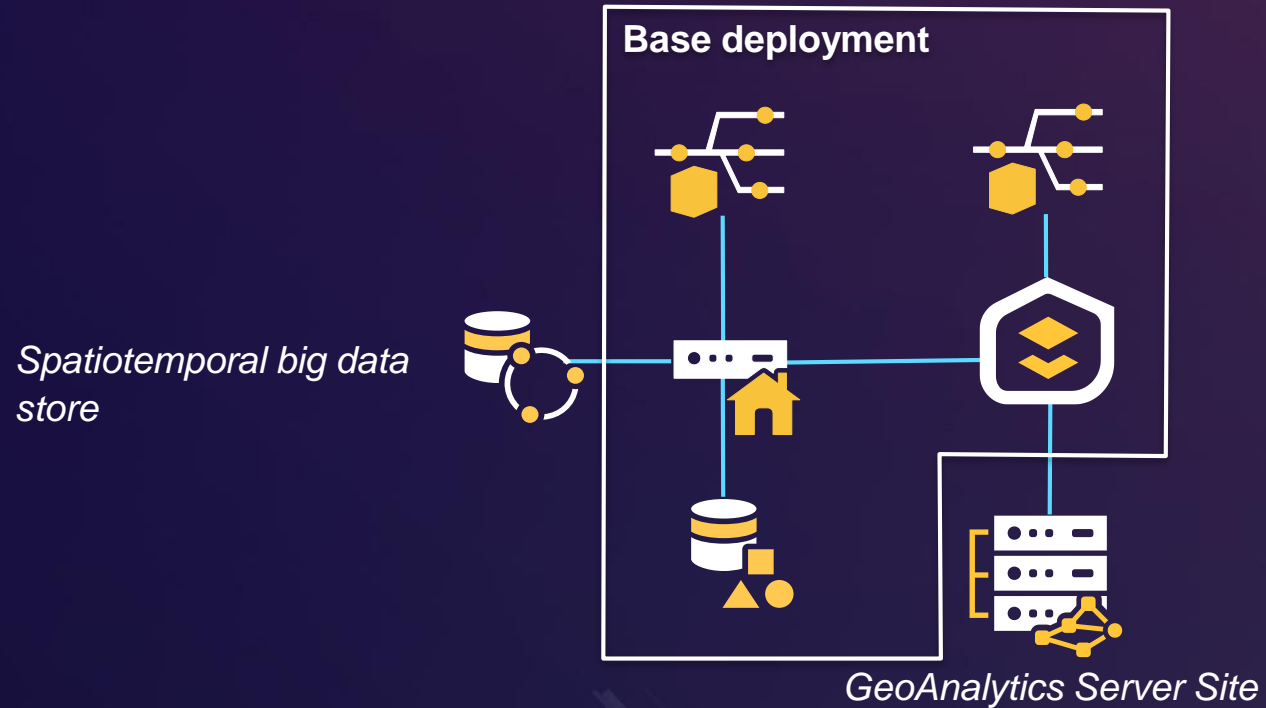 Base deployment
Spatiotemporal big data
store
GeoAnalytics Server Site